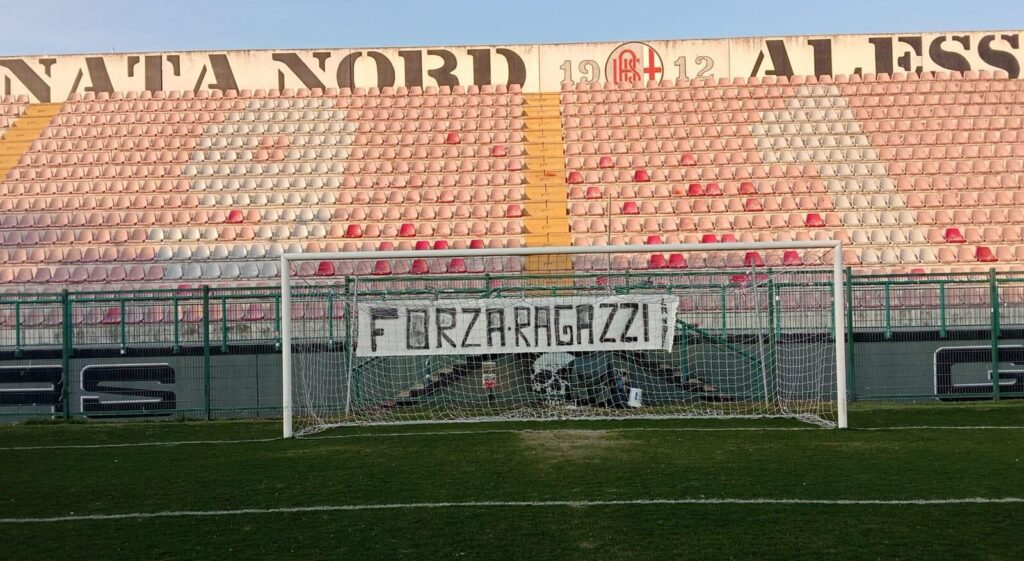 NATA NORD 1912 ALESS
FORZA·RAGAZZI